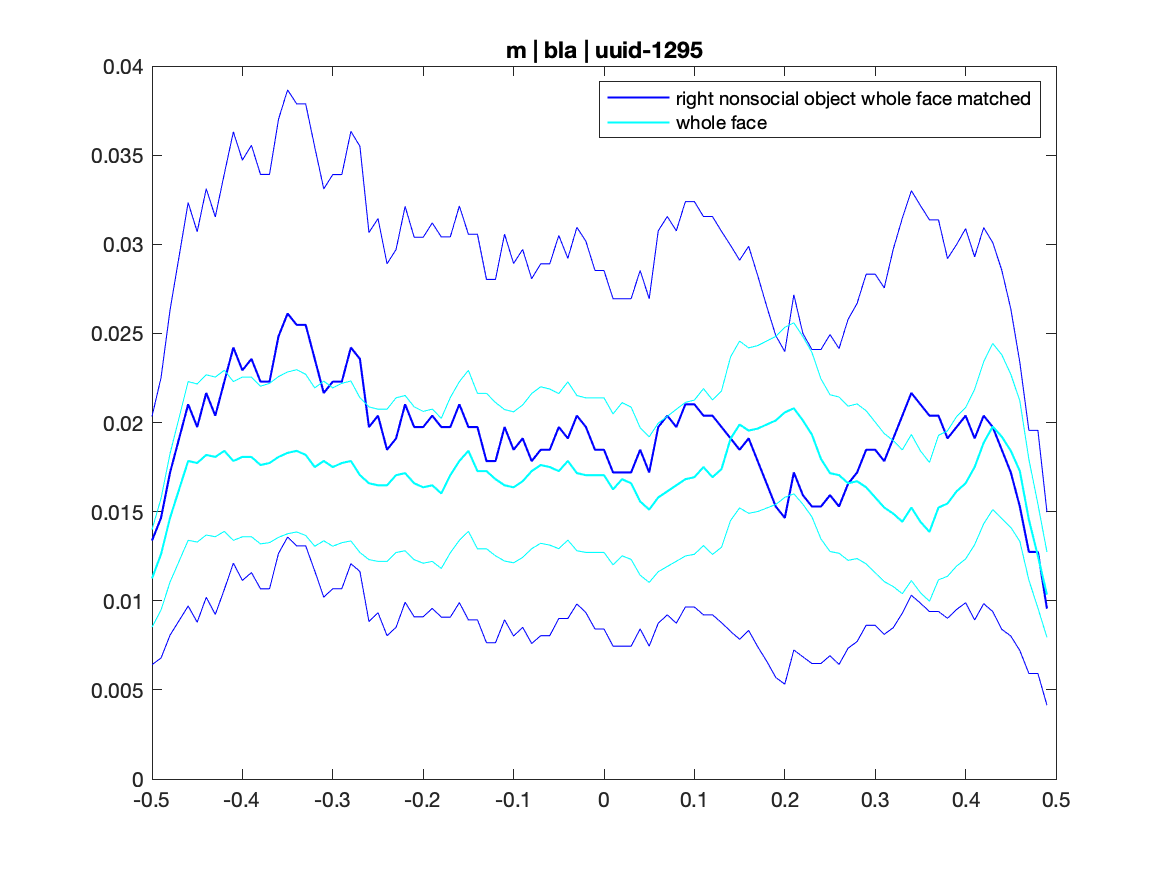 m | bla | uuid-1295
right nonsocial object whole face matched
whole face
0.04
0.035
0.03
0.025
0.02
0.015
0.01
0.005
0
-0.5 -0.4 -0.3 -0.2 -0.1 0 0.1 0.2 0.3 0.4 0.5